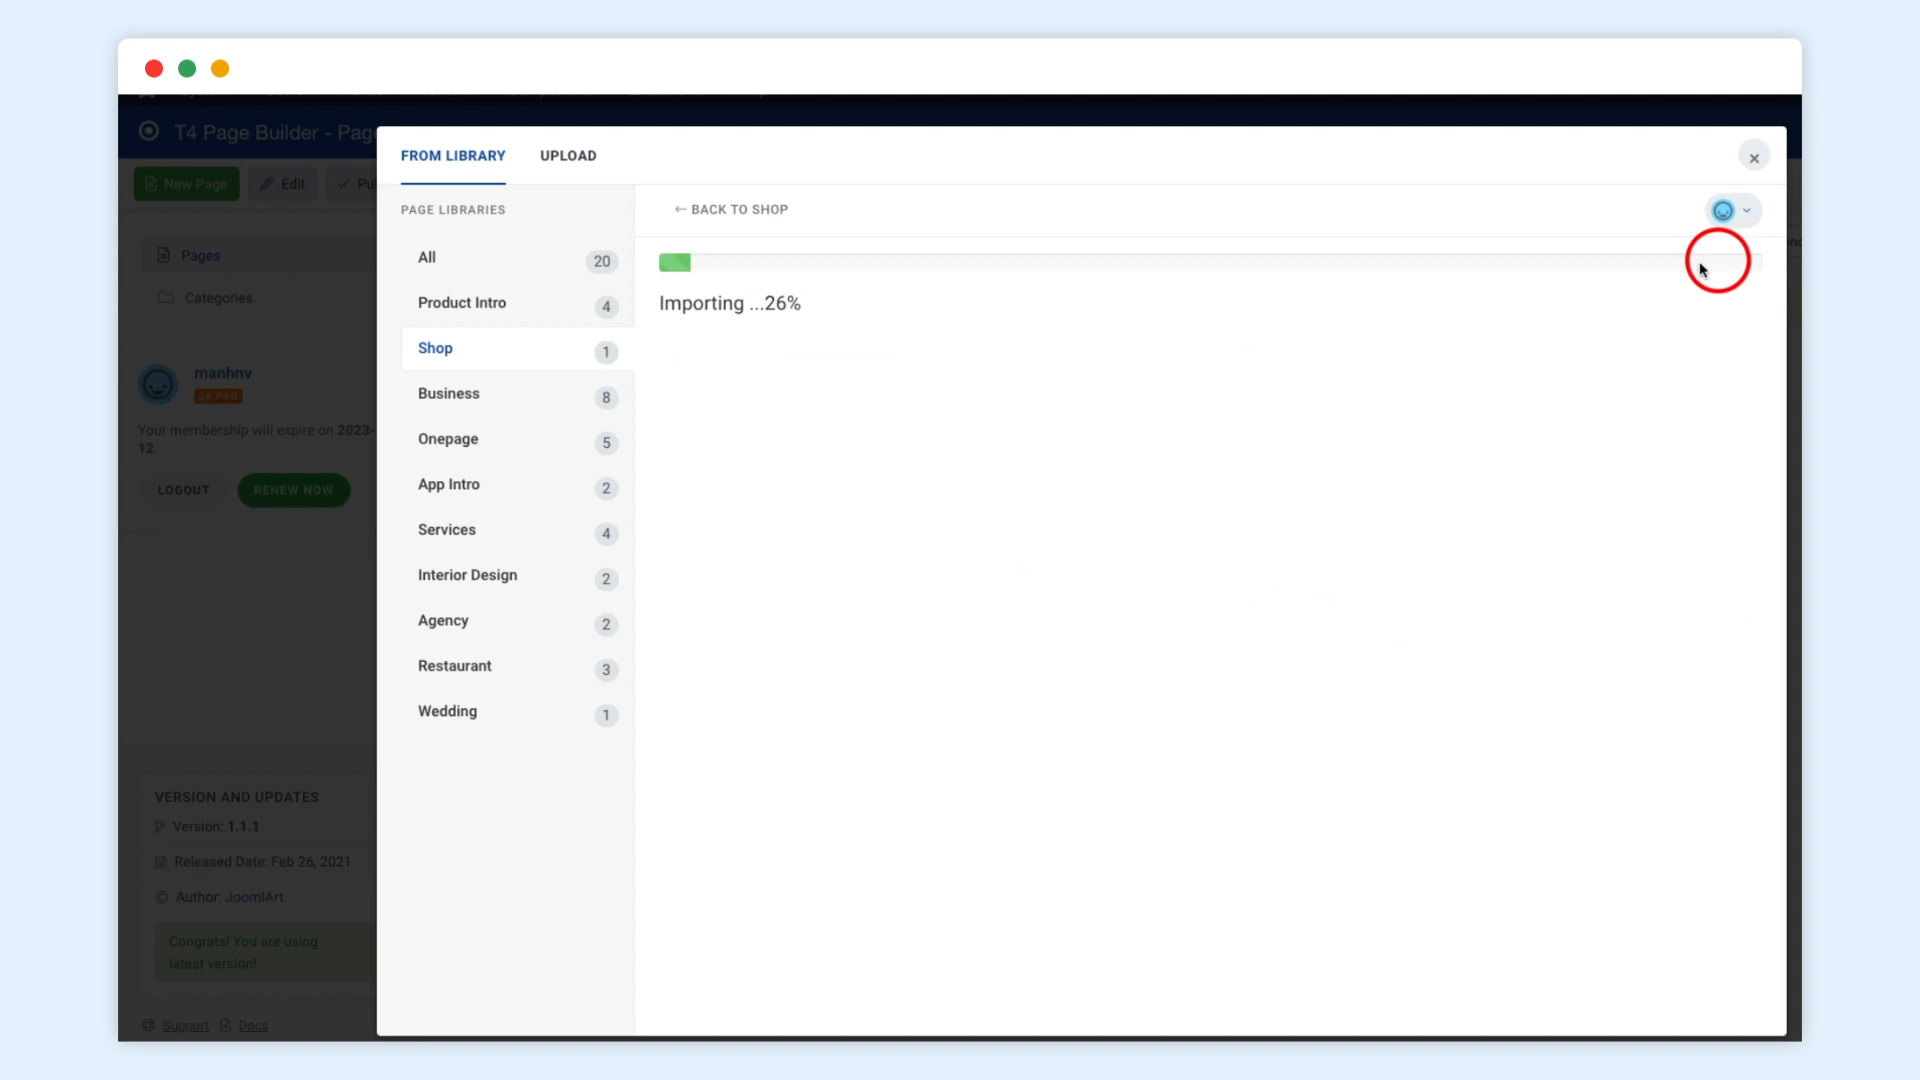 T4 Page Builder - Page
FROM LIBRARY
UPLOAD
×
New Page
Edit
PAGE LIBRARIES
← BACK TO SHOP
Pages
Categories
All
20
Importing ...26%
Product Intro
4
Shop
1
Business
8
Onepage
5
App Intro
2
Services
4
Interior Design
2
Agency
2
Restaurant
3
Wedding
1
manhnv
JA PRO
Your membership will expire on 2023-
12.
LOGOUT
RENEW NOW
VERSION AND UPDATES
Version: 1.1.1
Released Date: Feb 26, 2021
© Author: JoomlArt
Congrats! You are using
latest version!
Support
Docs